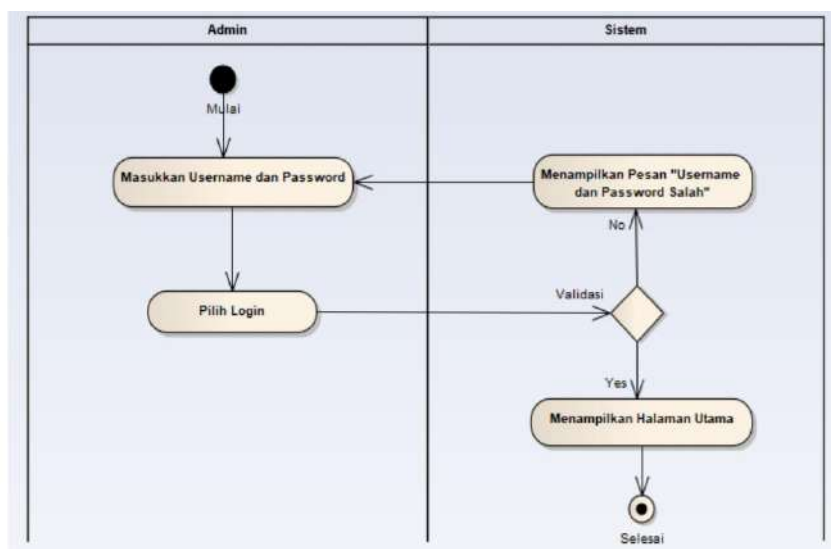 Admin
Sistem
Mulai
Masukkan Username dan Password
Menampilkan Pesan "Username
dan Password Salah"
No
Pilih Login
Validasi
Yes
Menampilkan Halaman Utama
Selesai